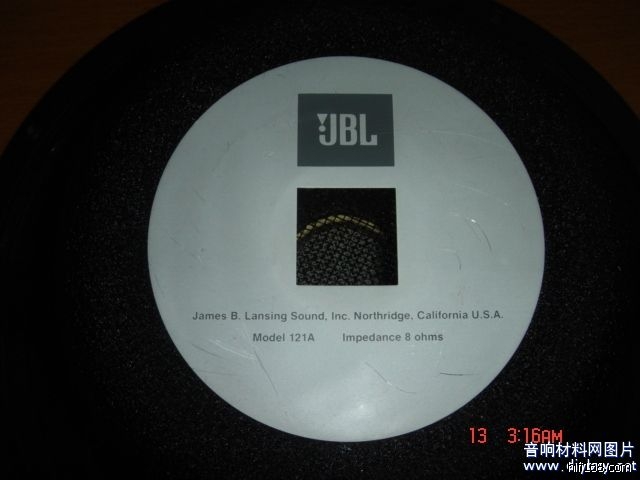 JBL
James B. Lansing Sound, Inc. Northridge, California U.S.A.
Model 121A Impedance 8 ohms
13 3:16AM
音响材料网图片